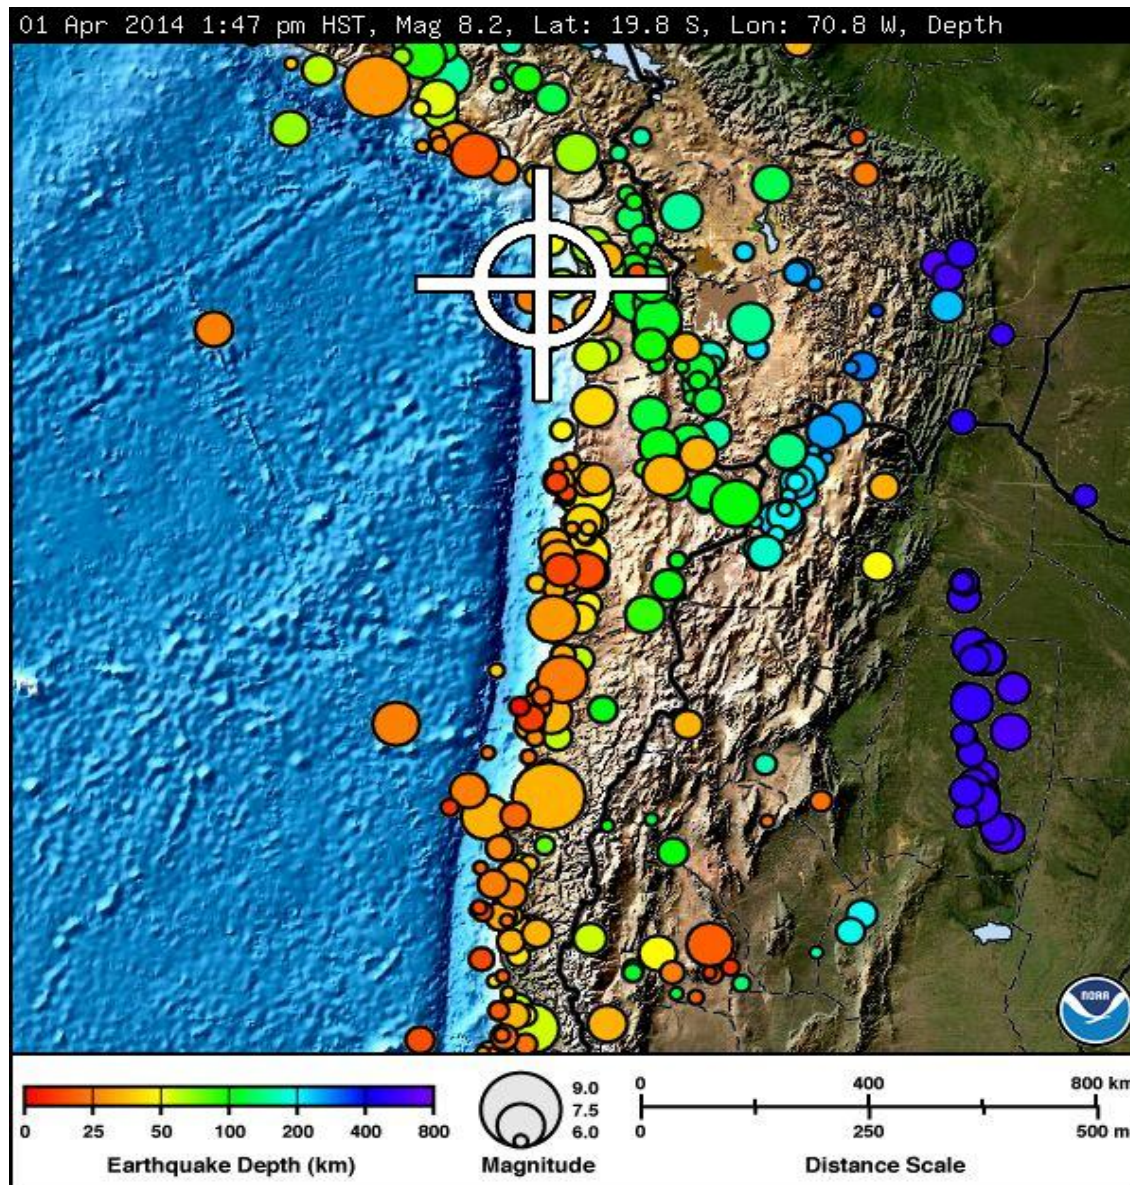 01 Apr 2014 1:47 pm HST, Mag 8.2, Lat: 19.8 S, Lon: 70.8 W, Depth
NOAA
0 25 50 100 200 400 800
Earthquake Depth (km)
9.0
7.5
6.0
Magnitude
0 400 800 km
0 250 500 m
Distance Scale